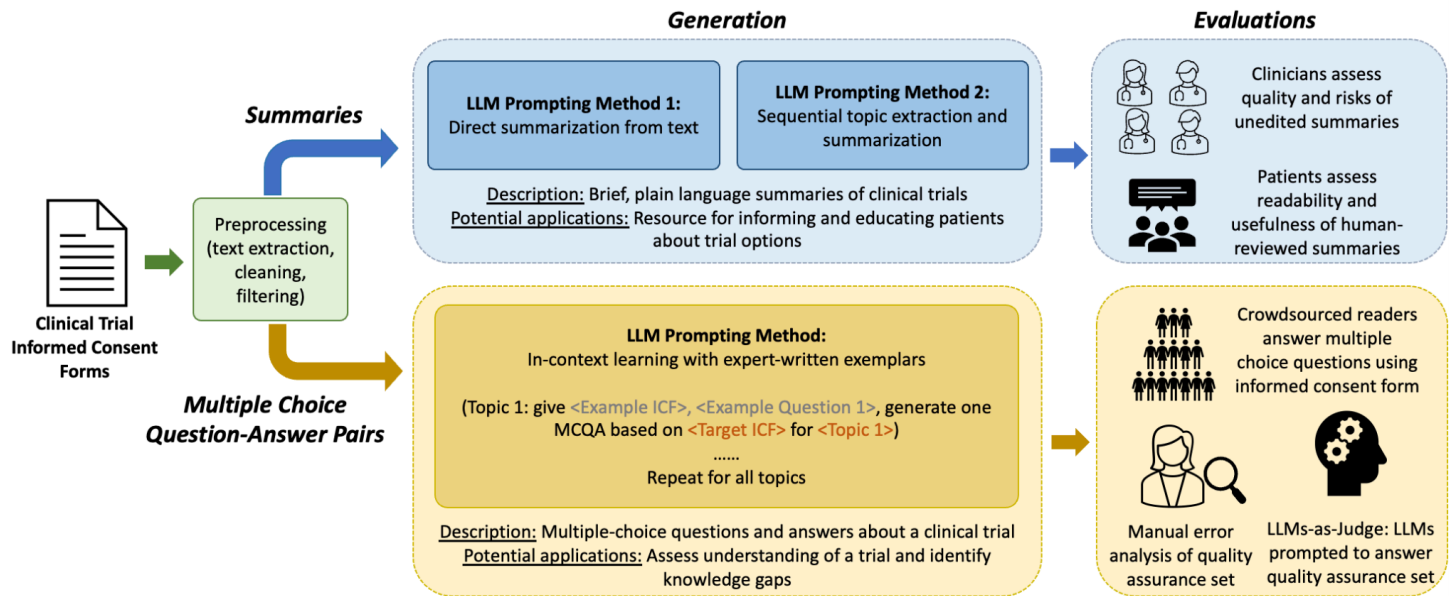 Generation
Evaluations
Summaries
LLM Prompting Method 1:
Direct summarization from text
LLM Prompting Method 2:
Sequential topic extraction and
summarization
Description: Brief, plain language summaries of clinical trials
Potential applications: Resource for informing and educating patients
about trial options
Clinicians assess
quality and risks of
unedited summaries
Patients assess
readability and
usefulness of human-
reviewed summaries
Preprocessing
(text extraction,
cleaning,
filtering)
Clinical Trial
Informed Consent
Forms
Multiple Choice
Question-Answer Pairs
LLM Prompting Method:
In-context learning with expert-written exemplars
(Topic 1: give <Example ICF>, <Example Question 1>, generate one
MCQA based on <Target ICF> for <Topic 1>)
......
Repeat for all topics
Description: Multiple-choice questions and answers about a clinical trial
Potential applications: Assess understanding of a trial and identify
knowledge gaps
Crowdsourced readers
answer multiple
choice questions using
informed consent form
Manual error
analysis of quality
assurance set
LLMs-as-Judge: LLMs
prompted to answer
quality assurance set